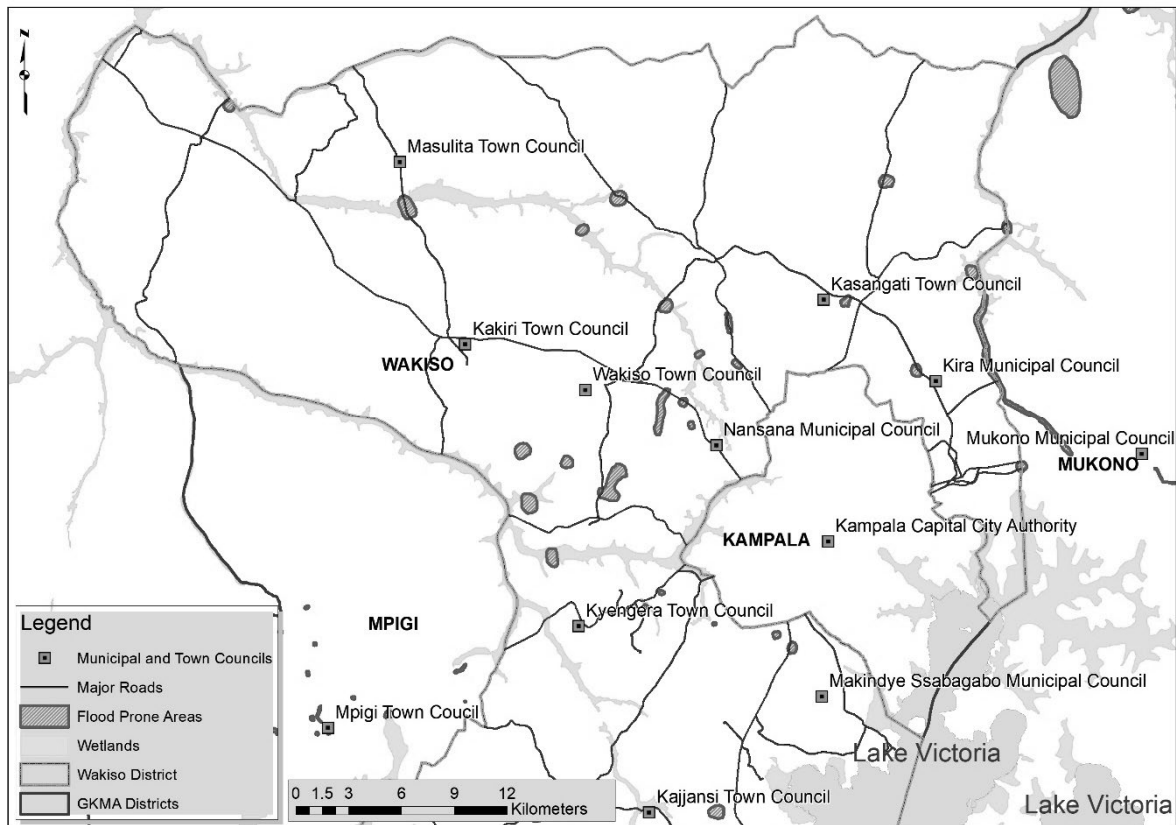 N
Masulita Town Council
Kasangati Town Council
Kakiri Town Council
WAKISO
Wakiso Town Council
Kira Municipal Council
Nansana Municipal Council
Mukono Municipal Council
MUKONO
Kampala Capital City Authority
KAMPALA
Kyengera Town Council
MPIGI
Makindye Ssabagabo Municipal Council
Mpigi Town Coucil
Lake Victoria
Kajjansi Town Council
Lake Victoria
Legend
Municipal and Town Councils
Major Roads
Flood Prone Areas
Wetlands
Wakiso District
GKMA Districts
0 1.5 3 6 9 12
Kilometers